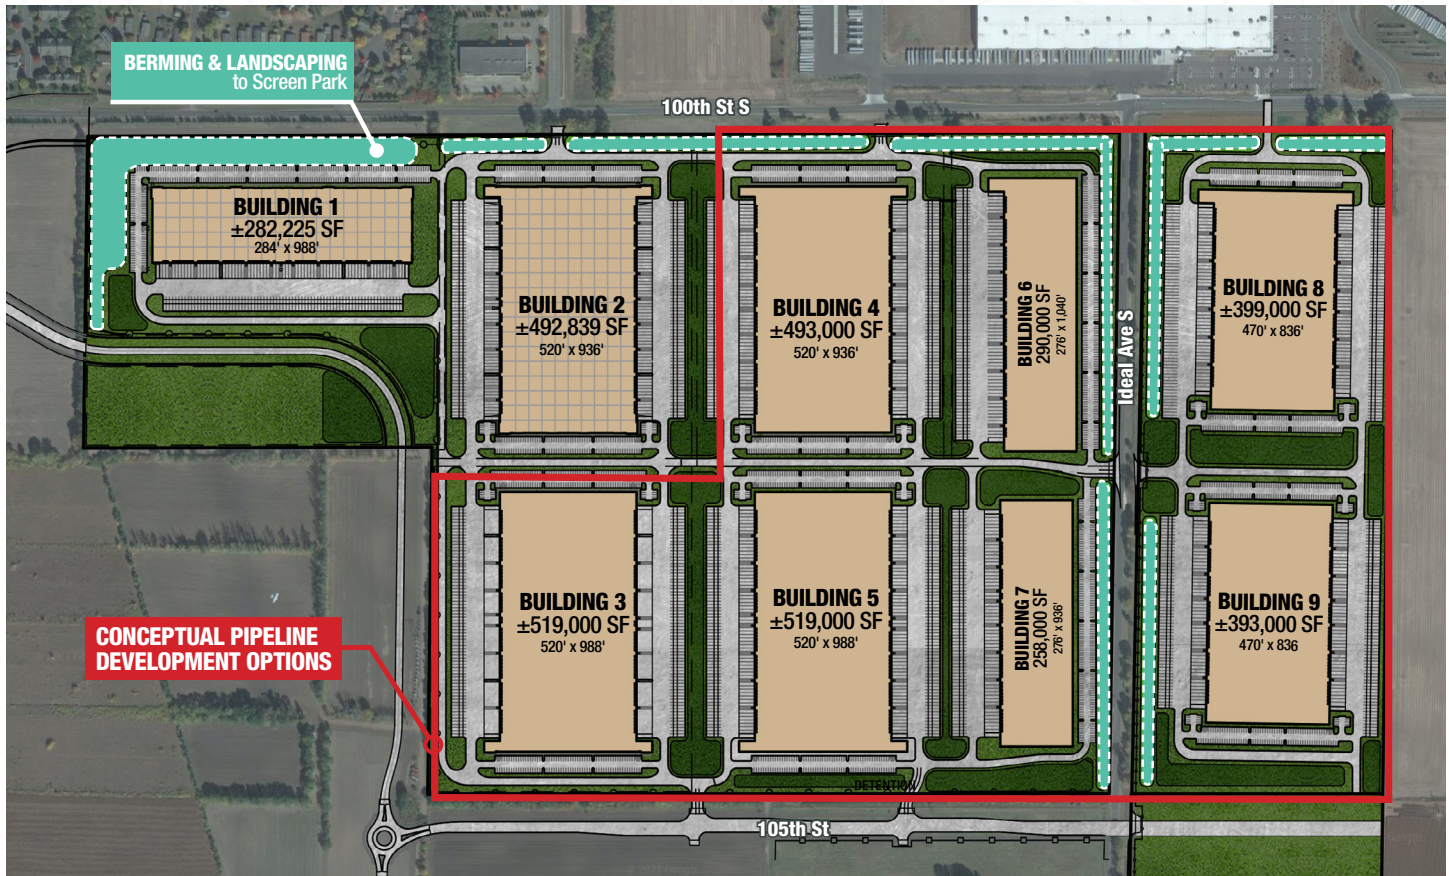 BERMING & LANDSCAPING
to Screen Park
100th St S
BUILDING 1
±282,225 SF
284' x 988'
BUILDING 2
±492,839 SF
520' x 936'
BUILDING 4
±493,000 SF
520' x 936'
BUILDING 6
290,000 SF
276' x 1,040'
Ideal Ave S
BUILDING 8
±399,000 SF
470' x 836'
BUILDING 3
±519,000 SF
520' x 988'
BUILDING 5
±519,000 SF
520' x 988'
BUILDING 7
258,000 SF
276' x 936'
BUILDING 9
±393,000 SF
470' x 836
CONCEPTUAL PIPELINE
DEVELOPMENT OPTIONS
DETENTION
105th St